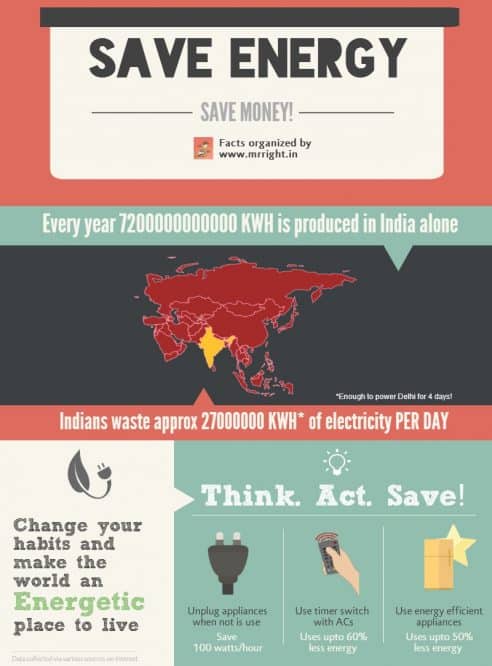 SAVE ENERGY
SAVE MONEY!
Facts organized by
www.mrright.in
Every year 7200000000000 KWH is produced in India alone
*Enough to power Delhi for 4 days!
Indians waste approx 27000000 KWH* of electricity PER DAY
Change your
habits and
make the
world an
Energetic
place to live
Think. Act. Save!
Unplug appliances
when not is use
Save
100 watts/hour
Use timer switch
with ACs
Uses upto 60%
less energy
Use energy efficient
appliances
Uses upto 50%
less energy
Data collected via various sources on Internet